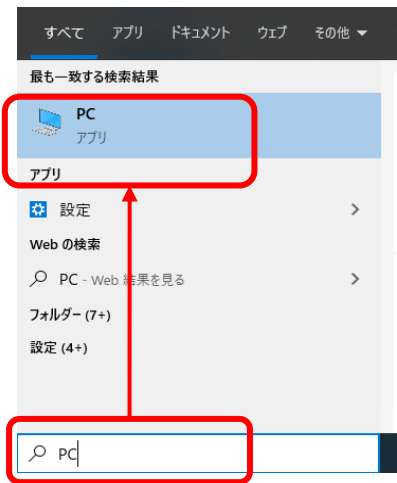 すべて アプリ ドキュメント ウェブ その他 ▼
最も一致する検索結果
PC
アプリ
アプリ
設定
Web の検索
PC - Web 結果を見る
フォルダー (7+)
設定 (4+)
PC